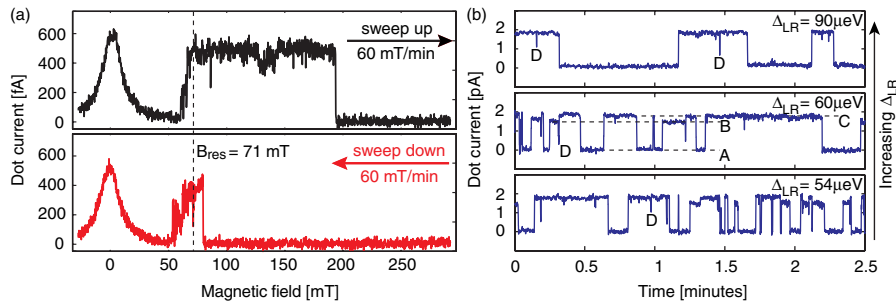 (a)
600
400
200
0
sweep up
60 mT/min
B_res = 71 mT
600
400
200
0
sweep down
60 mT/min
Dot current [fA]
0 50 100 150 200 250
Magnetic field [mT]
(b)
2
1
0
Δ_LR = 90μeV
D D
2
1
0
Δ_LR = 60μeV
B C
D A
2
1
0
Δ_LR = 54μeV
D
Dot current [pA]
0 0.5 1 1.5 2 2.5
Time [minutes]
Increasing Δ_LR